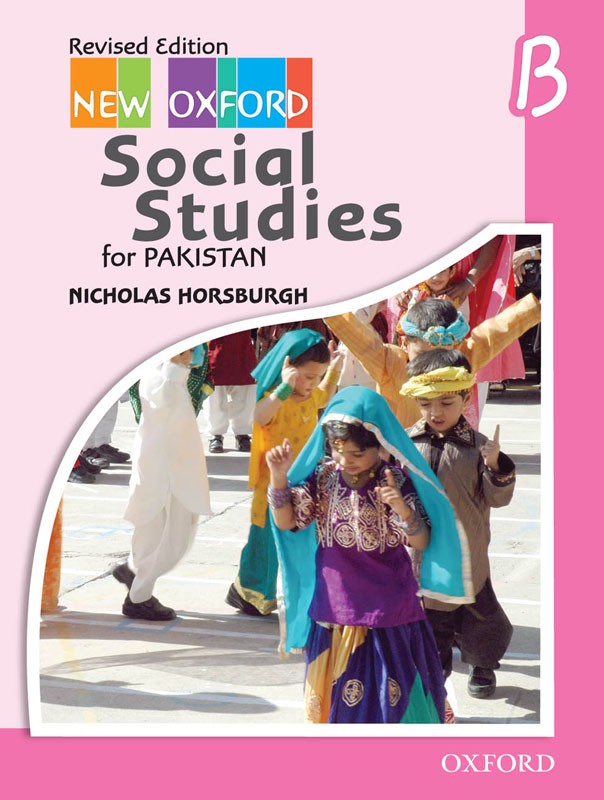 Revised Edition
B
NEW OXFORD
Social
Studies
for PAKISTAN
NICHOLAS HORSBURGH
OXFORD